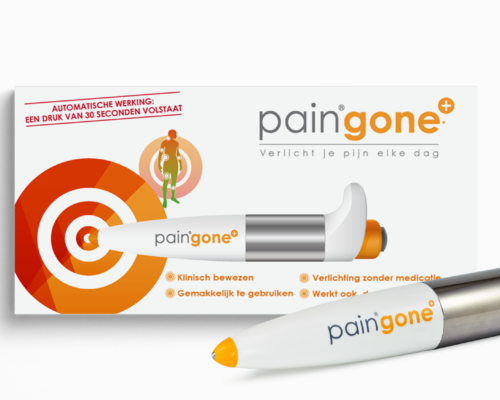 AUTOMATISCHE WERKING:
EEN DRUK VAN 30 SECONDEN VOLSTAAT
pain®gone+
Verlicht je pijn elke dag
pain®gone+
Klinisch bewezen
Verlichting zonder medicatie
Gemakkelijk te gebruiken
Werkt ook
pain®gone+